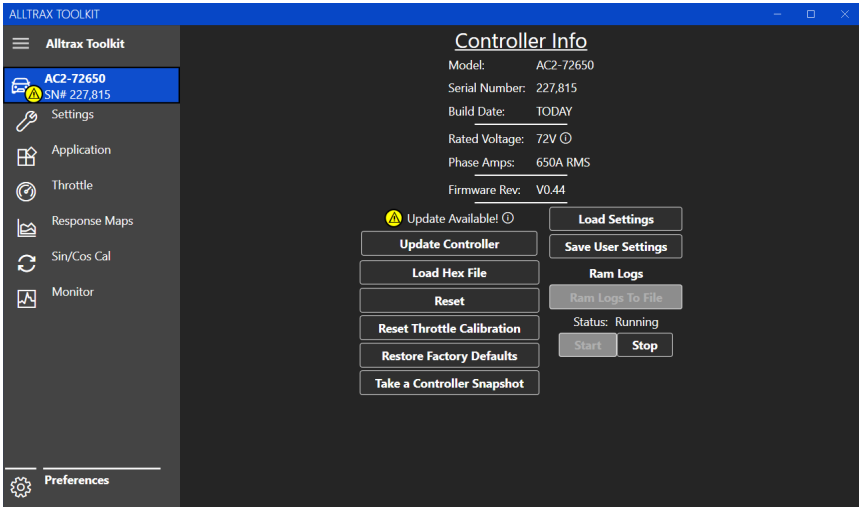 ALLTRAX TOOLKIT
Alltrax Toolkit
AC2-72650
SN# 227,815
Settings
Application
Throttle
Response Maps
Sin/Cos Cal
Monitor
Preferences
Controller Info
Model: AC2-72650
Serial Number: 227,815
Build Date: TODAY
Rated Voltage: 72V
Phase Amps: 650A RMS
Firmware Rev: V0.44
Update Available!
Update Controller
Load Hex File
Reset
Reset Throttle Calibration
Restore Factory Defaults
Take a Controller Snapshot
Load Settings
Save User Settings
Ram Logs
Ram Logs To File
Status: Running
Start Stop